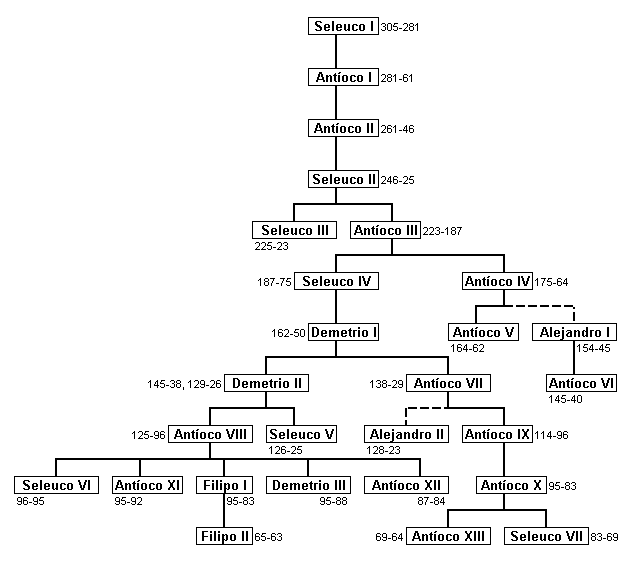 Seleuco I 305-281
Antíoco I 281-61
Antíoco II 261-46
Seleuco II 246-25
Seleuco III Antíoco III 223-187
225-23
187-75 Seleuco IV Antíoco IV 175-64
162-50 Demetrio I Antíoco V Alejandro I
164-62 154-45
145-38, 129-26 Demetrio II 138-29 Antíoco VII Antíoco VI
145-40
125-96 Antíoco VIII Seleuco V Alejandro II Antíoco IX 114-96
126-25 128-23
Seleuco VI Antíoco XI Filipo I Demetrio III Antíoco XII Antíoco X 95-83
96-95 95-92 95-83 95-88 87-84
Filipo II 65-63 69-64 Antíoco XIII Seleuco VII 83-69